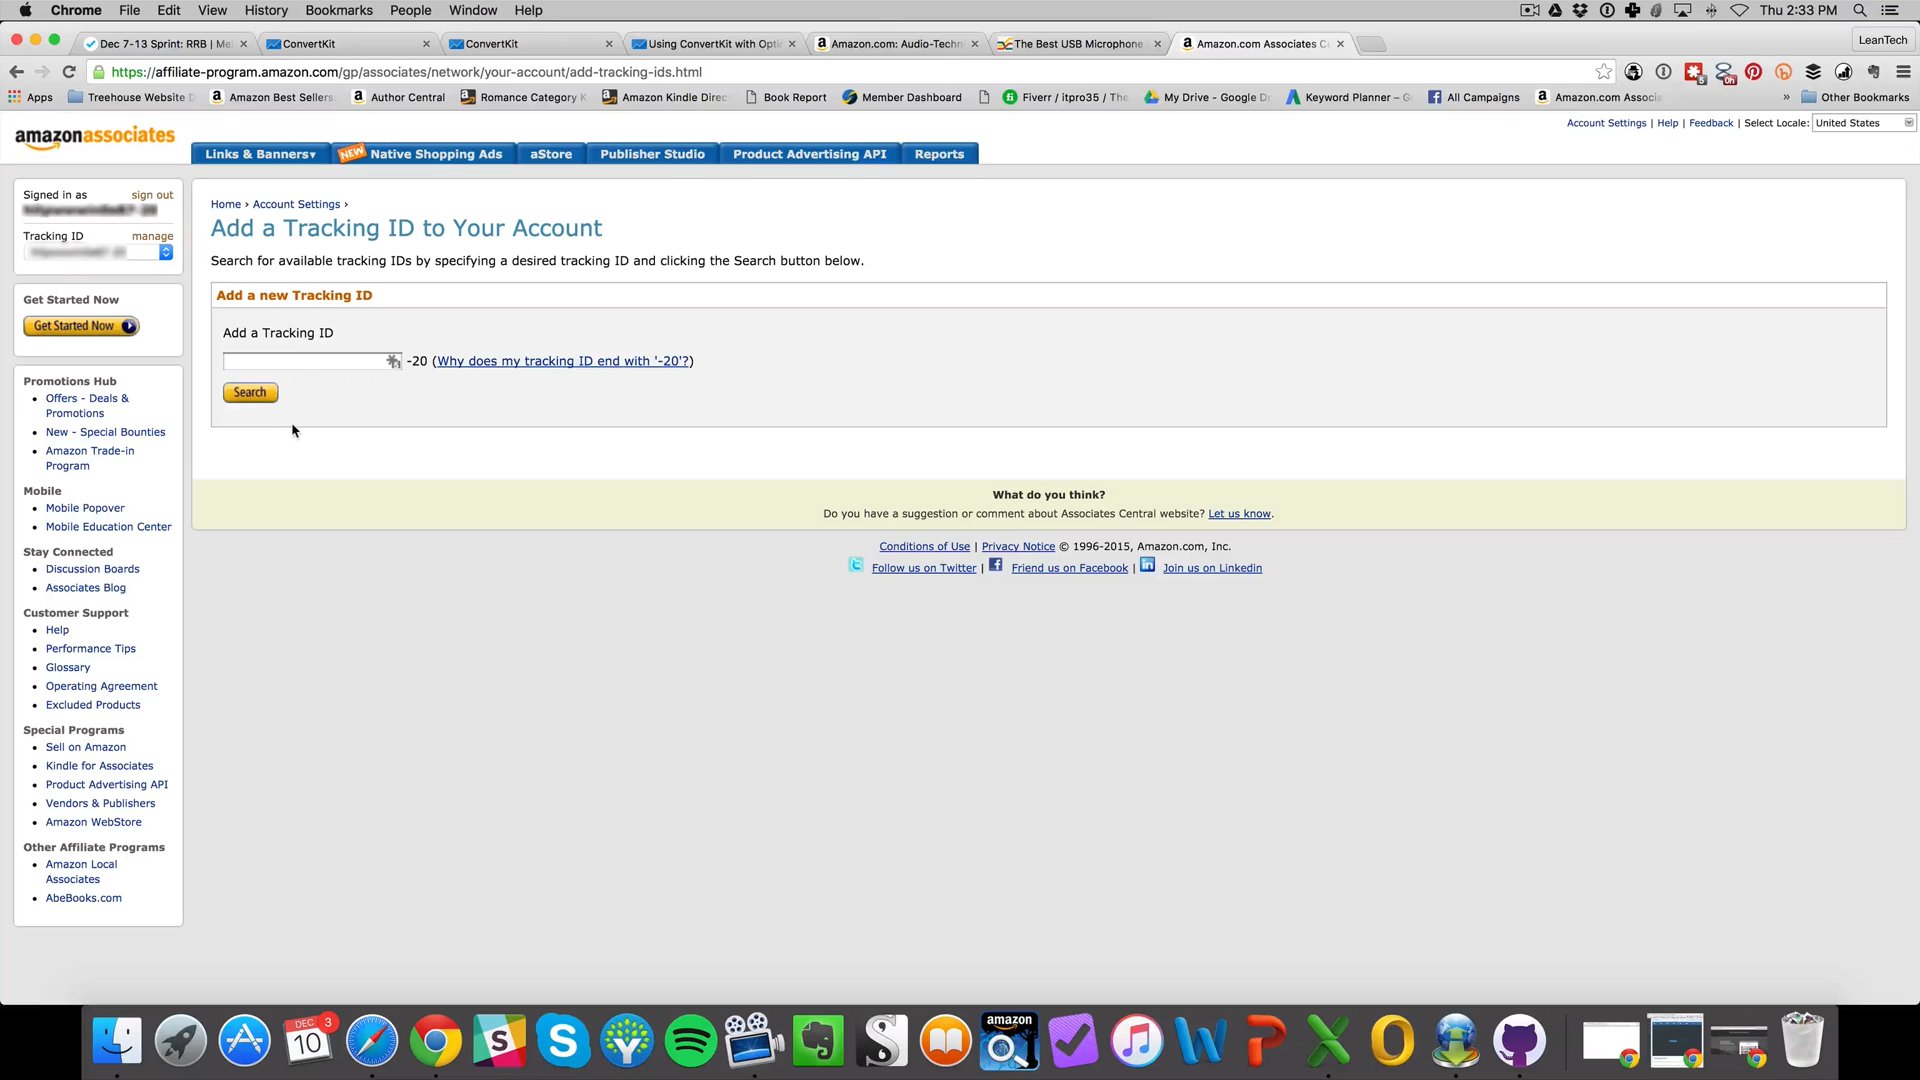 Chrome File Edit View History Bookmarks People Window Help Thu 2:33 PM
Dec 7-13 Sprint: RRB | Me ConvertKit ConvertKit Using ConvertKit with Opti Amazon.com: Audio-Techn The Best USB Microphone Amazon.com Associates C LeanTech
https://affiliate-program.amazon.com/gp/associates/network/your-account/add-tracking-ids.html
Apps Treehouse Website D Amazon Best Sellers Author Central Romance Category K Amazon Kindle Direc Book Report Member Dashboard Fiverr / itpro35 / The My Drive - Google D Keyword Planner – G All Campaigns Amazon.com Associa » Other Bookmarks
Account Settings | Help | Feedback | Select Locale: United States
amazonassociates
Links & Banners NEW Native Shopping Ads aStore Publisher Studio Product Advertising API Reports
Signed in as sign out
Tracking ID manage
Get Started Now
Get Started Now
Promotions Hub
Offers - Deals &
Promotions
New - Special Bounties
Amazon Trade-in
Program
Mobile
Mobile Popover
Mobile Education Center
Stay Connected
Discussion Boards
Associates Blog
Customer Support
Help
Performance Tips
Glossary
Operating Agreement
Excluded Products
Special Programs
Sell on Amazon
Kindle for Associates
Product Advertising API
Vendors & Publishers
Amazon WebStore
Other Affiliate Programs
Amazon Local
Associates
AbeBooks.com
Home › Account Settings ›
Add a Tracking ID to Your Account
Search for available tracking IDs by specifying a desired tracking ID and clicking the Search button below.
Add a new Tracking ID
Add a Tracking ID
-20 (Why does my tracking ID end with '-20'?)
Search
What do you think?
Do you have a suggestion or comment about Associates Central website? Let us know.
Conditions of Use | Privacy Notice © 1996-2015, Amazon.com, Inc.
Follow us on Twitter | Friend us on Facebook | Join us on Linkedin
DEC 3
10
amazon